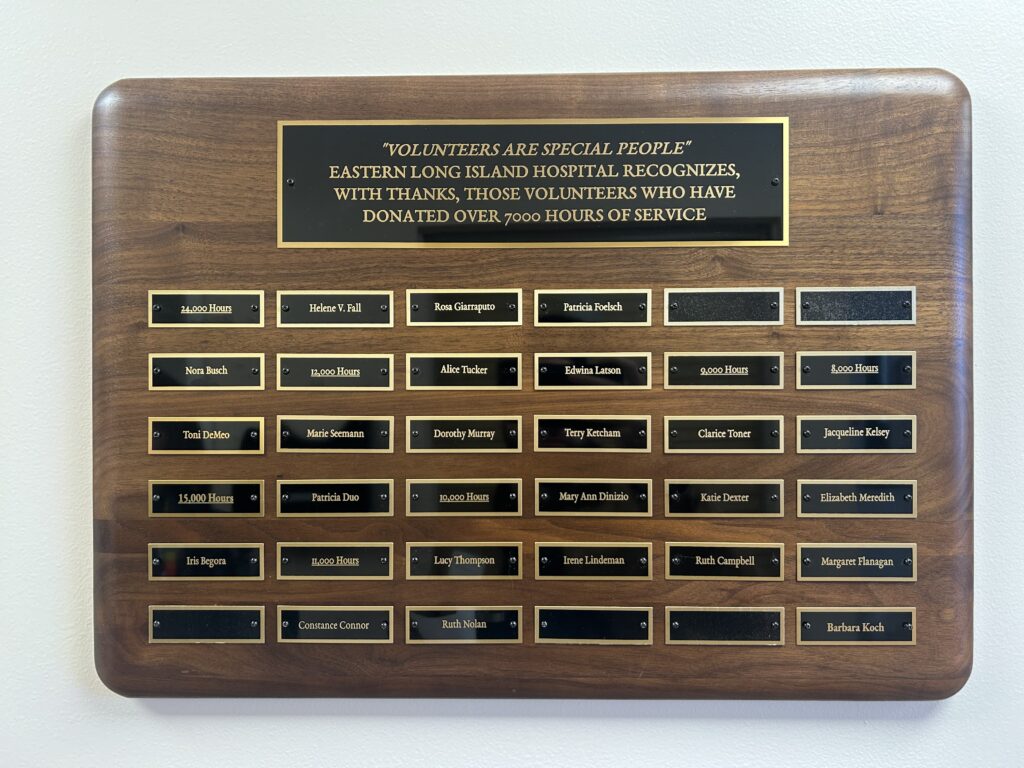 "VOLUNTEERS ARE SPECIAL PEOPLE"
EASTERN LONG ISLAND HOSPITAL RECOGNIZES,
WITH THANKS, THOSE VOLUNTEERS WHO HAVE
DONATED OVER 7000 HOURS OF SERVICE
24,000 Hours
Helene V. Fall
Rosa Giarraputo
Patricia Foelsch
Nora Busch
12,000 Hours
Alice Tucker
Edwina Latson
9,000 Hours
8,000 Hours
Toni DeMeo
Marie Seemann
Dorothy Murray
Terry Ketcham
Clarice Toner
Jacqueline Kelsey
15,000 Hours
Patricia Duo
10,000 Hours
Mary Ann Dinizio
Katie Dexter
Elizabeth Meredith
Iris Begora
11,000 Hours
Lucy Thompson
Irene Lindeman
Ruth Campbell
Margaret Flanagan
Constance Connor
Ruth Nolan
Barbara Koch